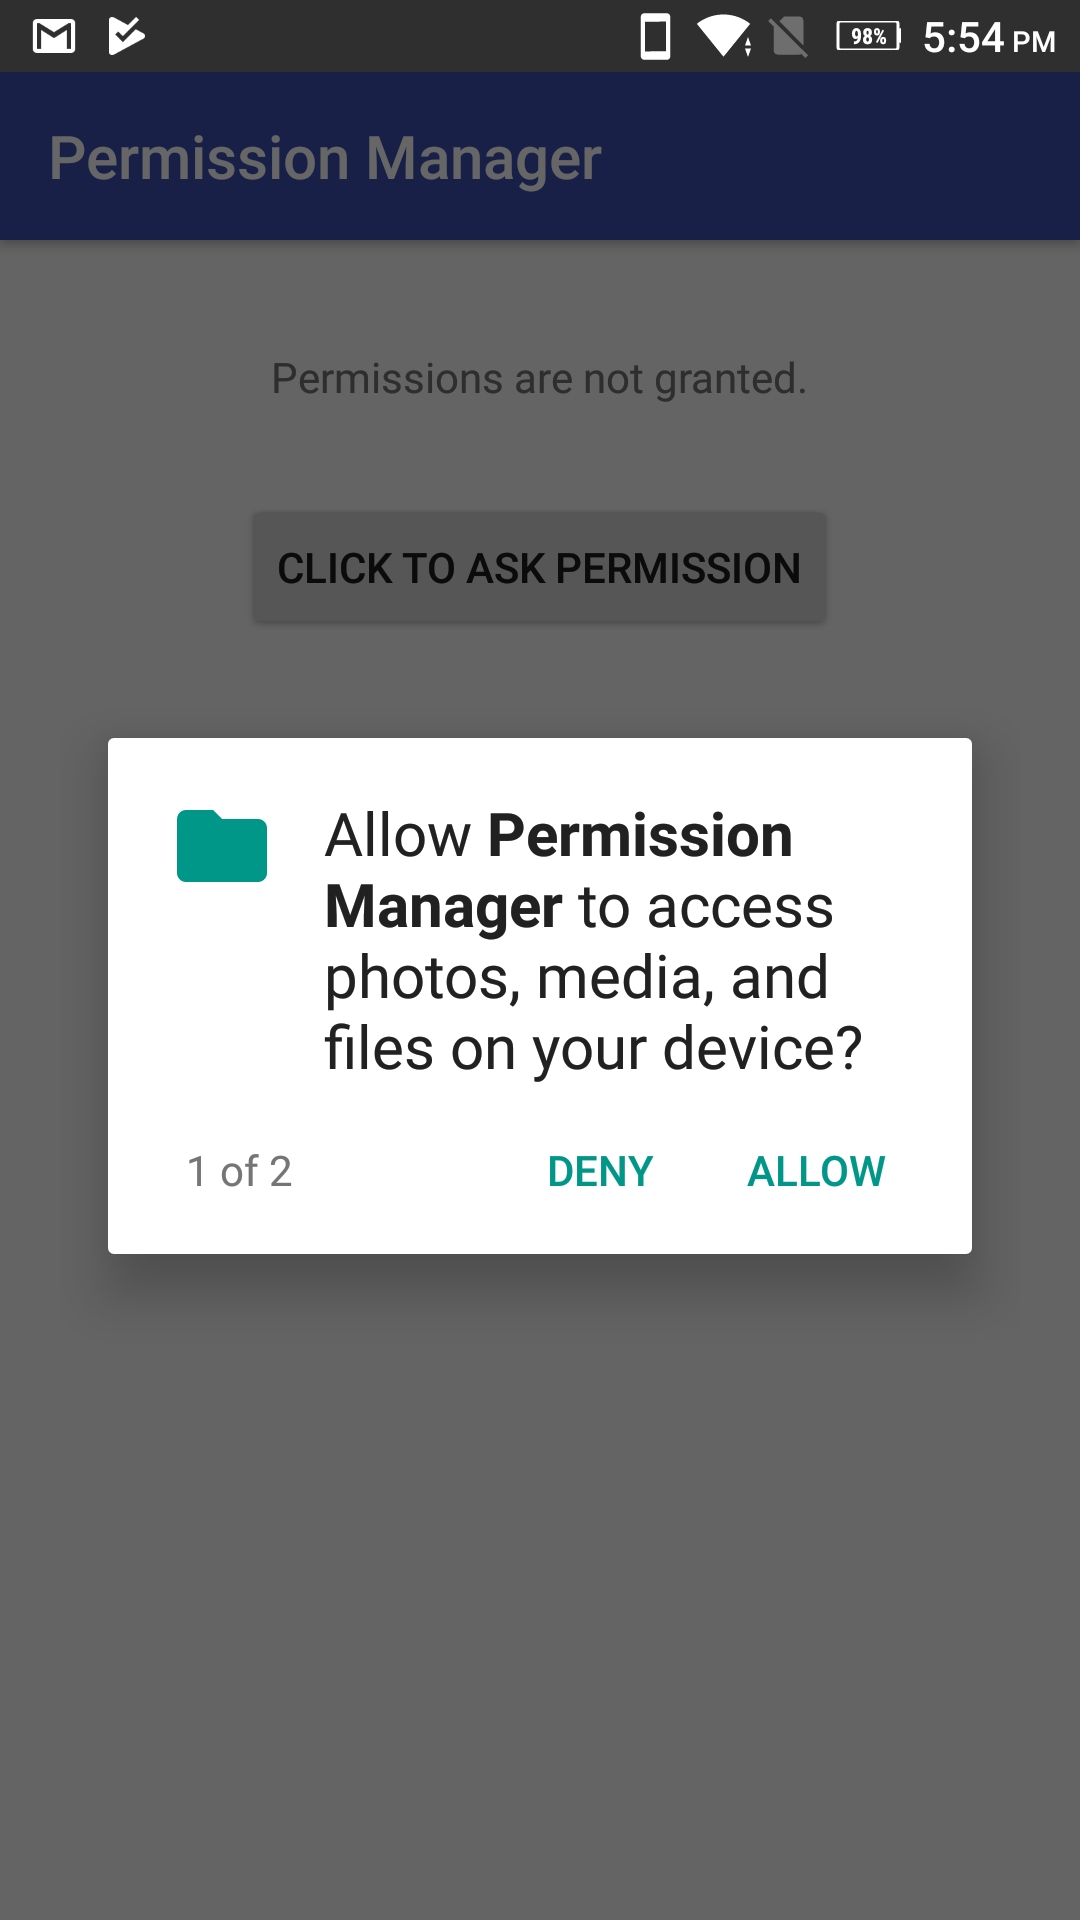 98% 5:54 PM
Permission Manager
Permissions are not granted.
CLICK TO ASK PERMISSION
Allow Permission
Manager to access
photos, media, and
files on your device?
1 of 2 DENY ALLOW